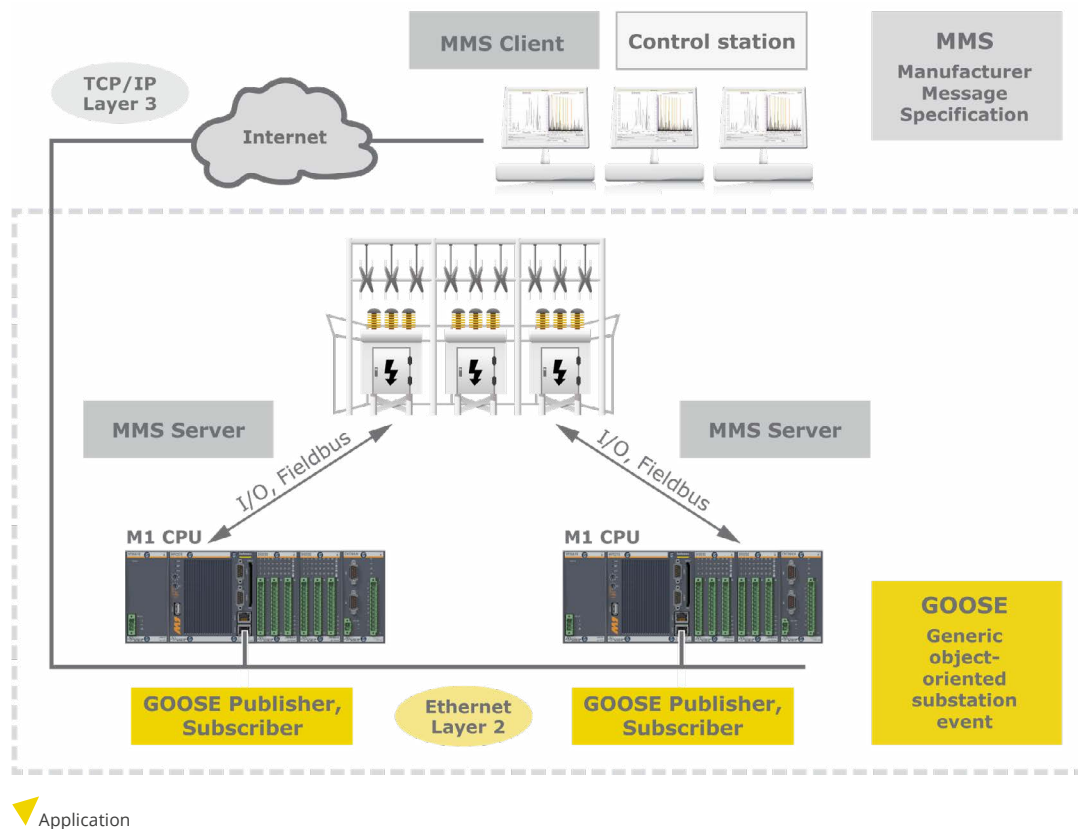 MMS Client
Control station
MMS
Manufacturer
Message
Specification
TCP/IP
Layer 3
Internet
MMS Server
I/O, Fieldbus
I/O, Fieldbus
MMS Server
M1 CPU
M1 CPU
GOOSE
Generic
object-
oriented
substation
event
GOOSE Publisher,
Subscriber
Ethernet
Layer 2
GOOSE Publisher,
Subscriber
Application